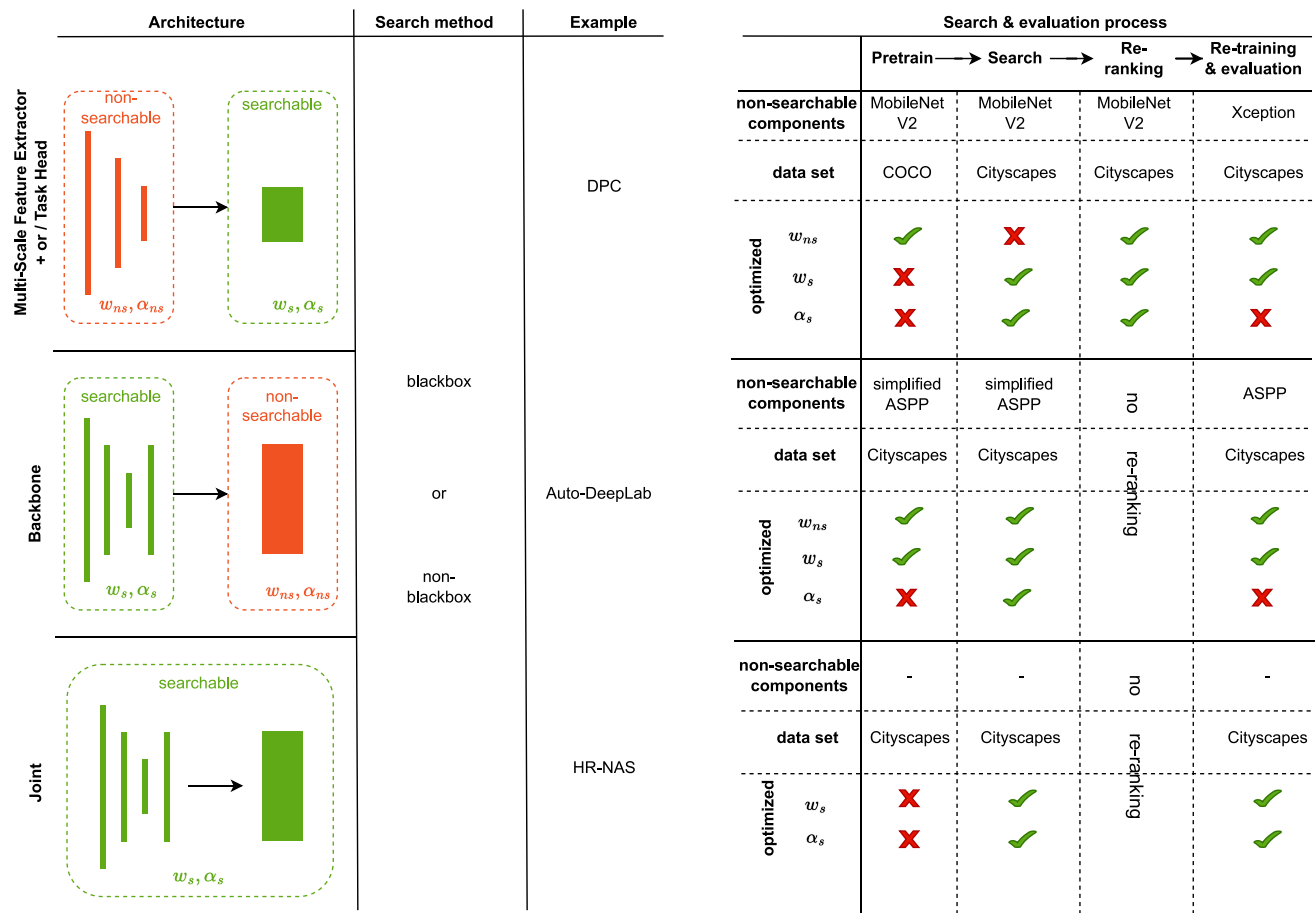 Architecture
Search method
Example
Multi-Scale Feature Extractor
+ or / Task Head
non-
searchable
searchable
w_ns, α_ns
w_s, α_s
DPC
Backbone
searchable
non-
searchable
w_s, α_s
w_ns, α_ns
blackbox
or
non-
blackbox
Auto-DeepLab
Joint
searchable
w_s, α_s
HR-NAS
Search & evaluation process
Pretrain
Search
Re-
ranking
Re-training
& evaluation
non-searchable
components
MobileNet
V2
MobileNet
V2
MobileNet
V2
Xception
data set
COCO
Cityscapes
Cityscapes
Cityscapes
optimized
w_ns
w_s
α_s
non-searchable
components
simplified
ASPP
simplified
ASPP
no
re-ranking
ASPP
data set
Cityscapes
Cityscapes
Cityscapes
optimized
w_ns
w_s
α_s
non-searchable
components
-
-
no
re-ranking
-
data set
Cityscapes
Cityscapes
Cityscapes
optimized
w_s
α_s